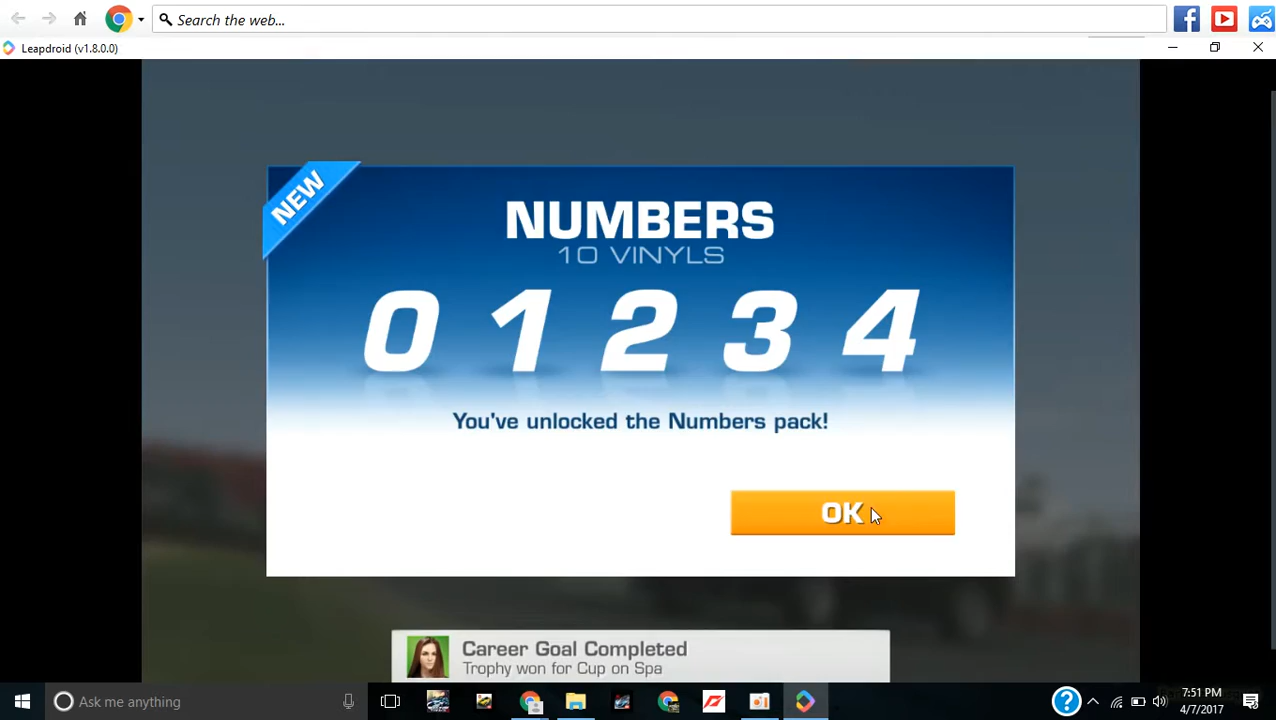 Search the web...
Leapdroid (v1.8.0.0)
NEW
NUMBERS
10 VINYLS
0 1 2 3 4
You've unlocked the Numbers pack!
OK
Career Goal Completed
Trophy won for Cup on Spa
Ask me anything
7:51 PM
4/7/2017